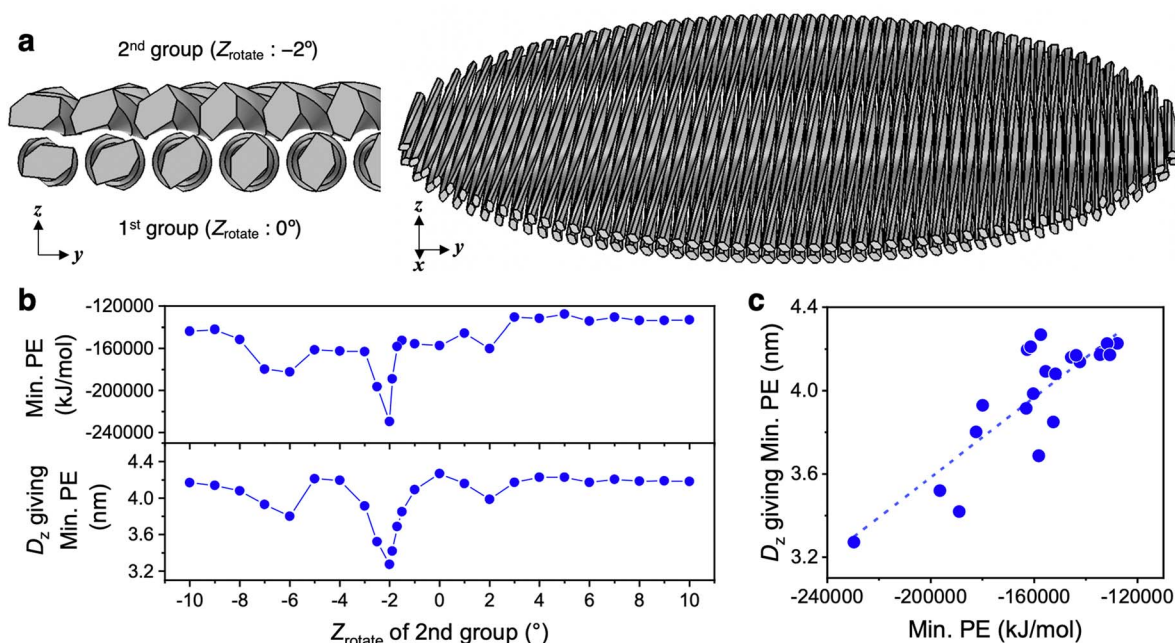 a
2nd group (Zrotate : −2º)
z
y
1st group (Zrotate : 0º)
z
x
y
b
Min. PE
(kJ/mol)
-120000
-160000
-200000
-240000
Dz giving
Min. PE
(nm)
4.4
4.0
3.6
3.2
-10 -8 -6 -4 -2 0 2 4 6 8 10
Zrotate of 2nd group (°)
c
Dz giving Min. PE (nm)
4.4
4.0
3.6
3.2
-240000 -200000 -160000 -120000
Min. PE (kJ/mol)